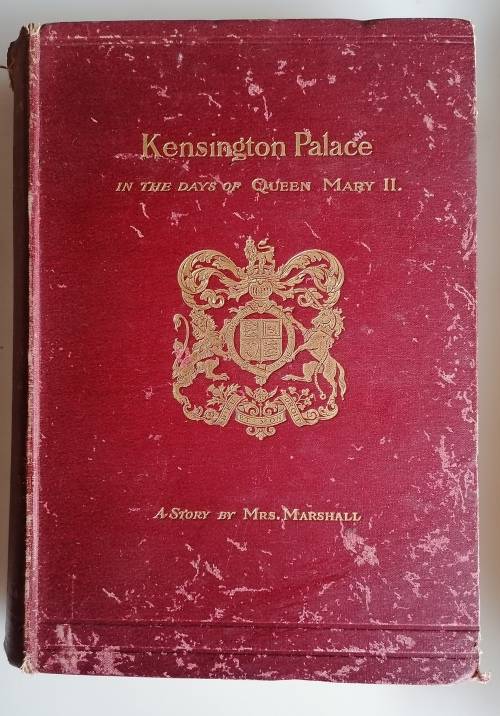 Kensington Palace
IN THE DAYS OF QUEEN MARY II.
A STORY BY MRS. MARSHALL